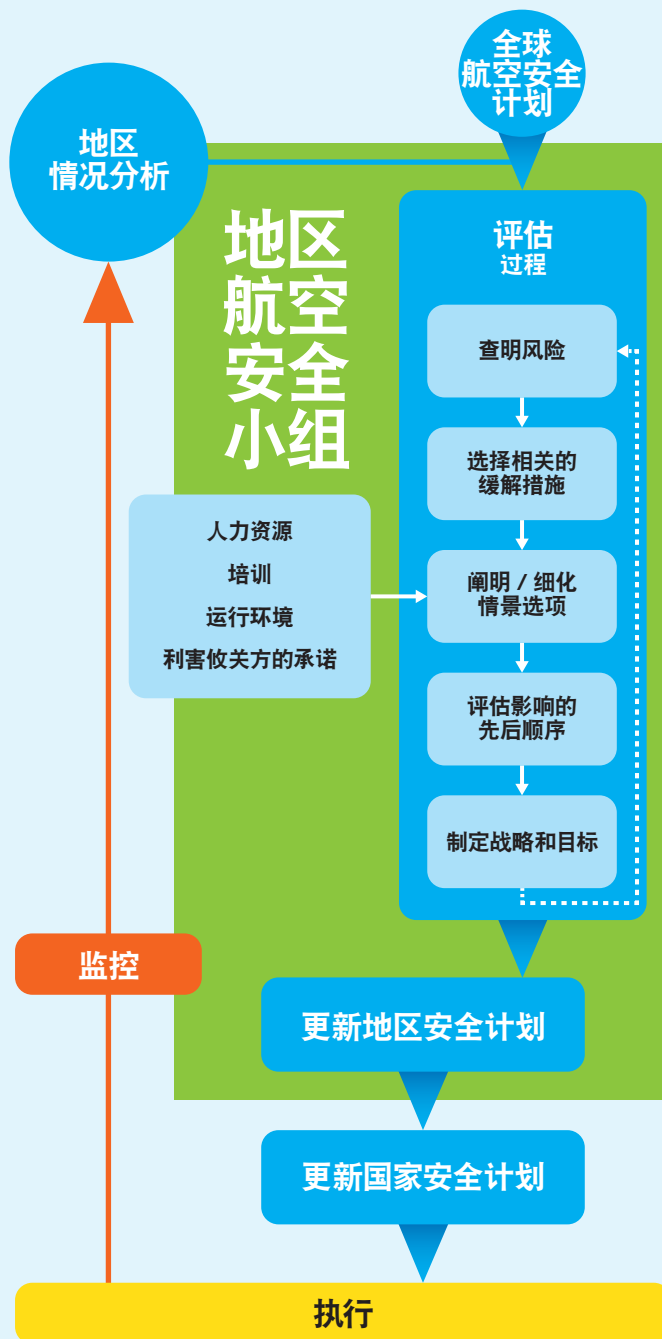 全球
航空安全
计划
地区
情况分析
地区
航空
安全
小组
评估
过程
查明风险
选择相关的
缓解措施
人力资源
培训
运行环境
利害攸关方的承诺
阐明 / 细化
情景选项
评估影响的
先后顺序
制定战略和目标
监控
更新地区安全计划
更新国家安全计划
执行